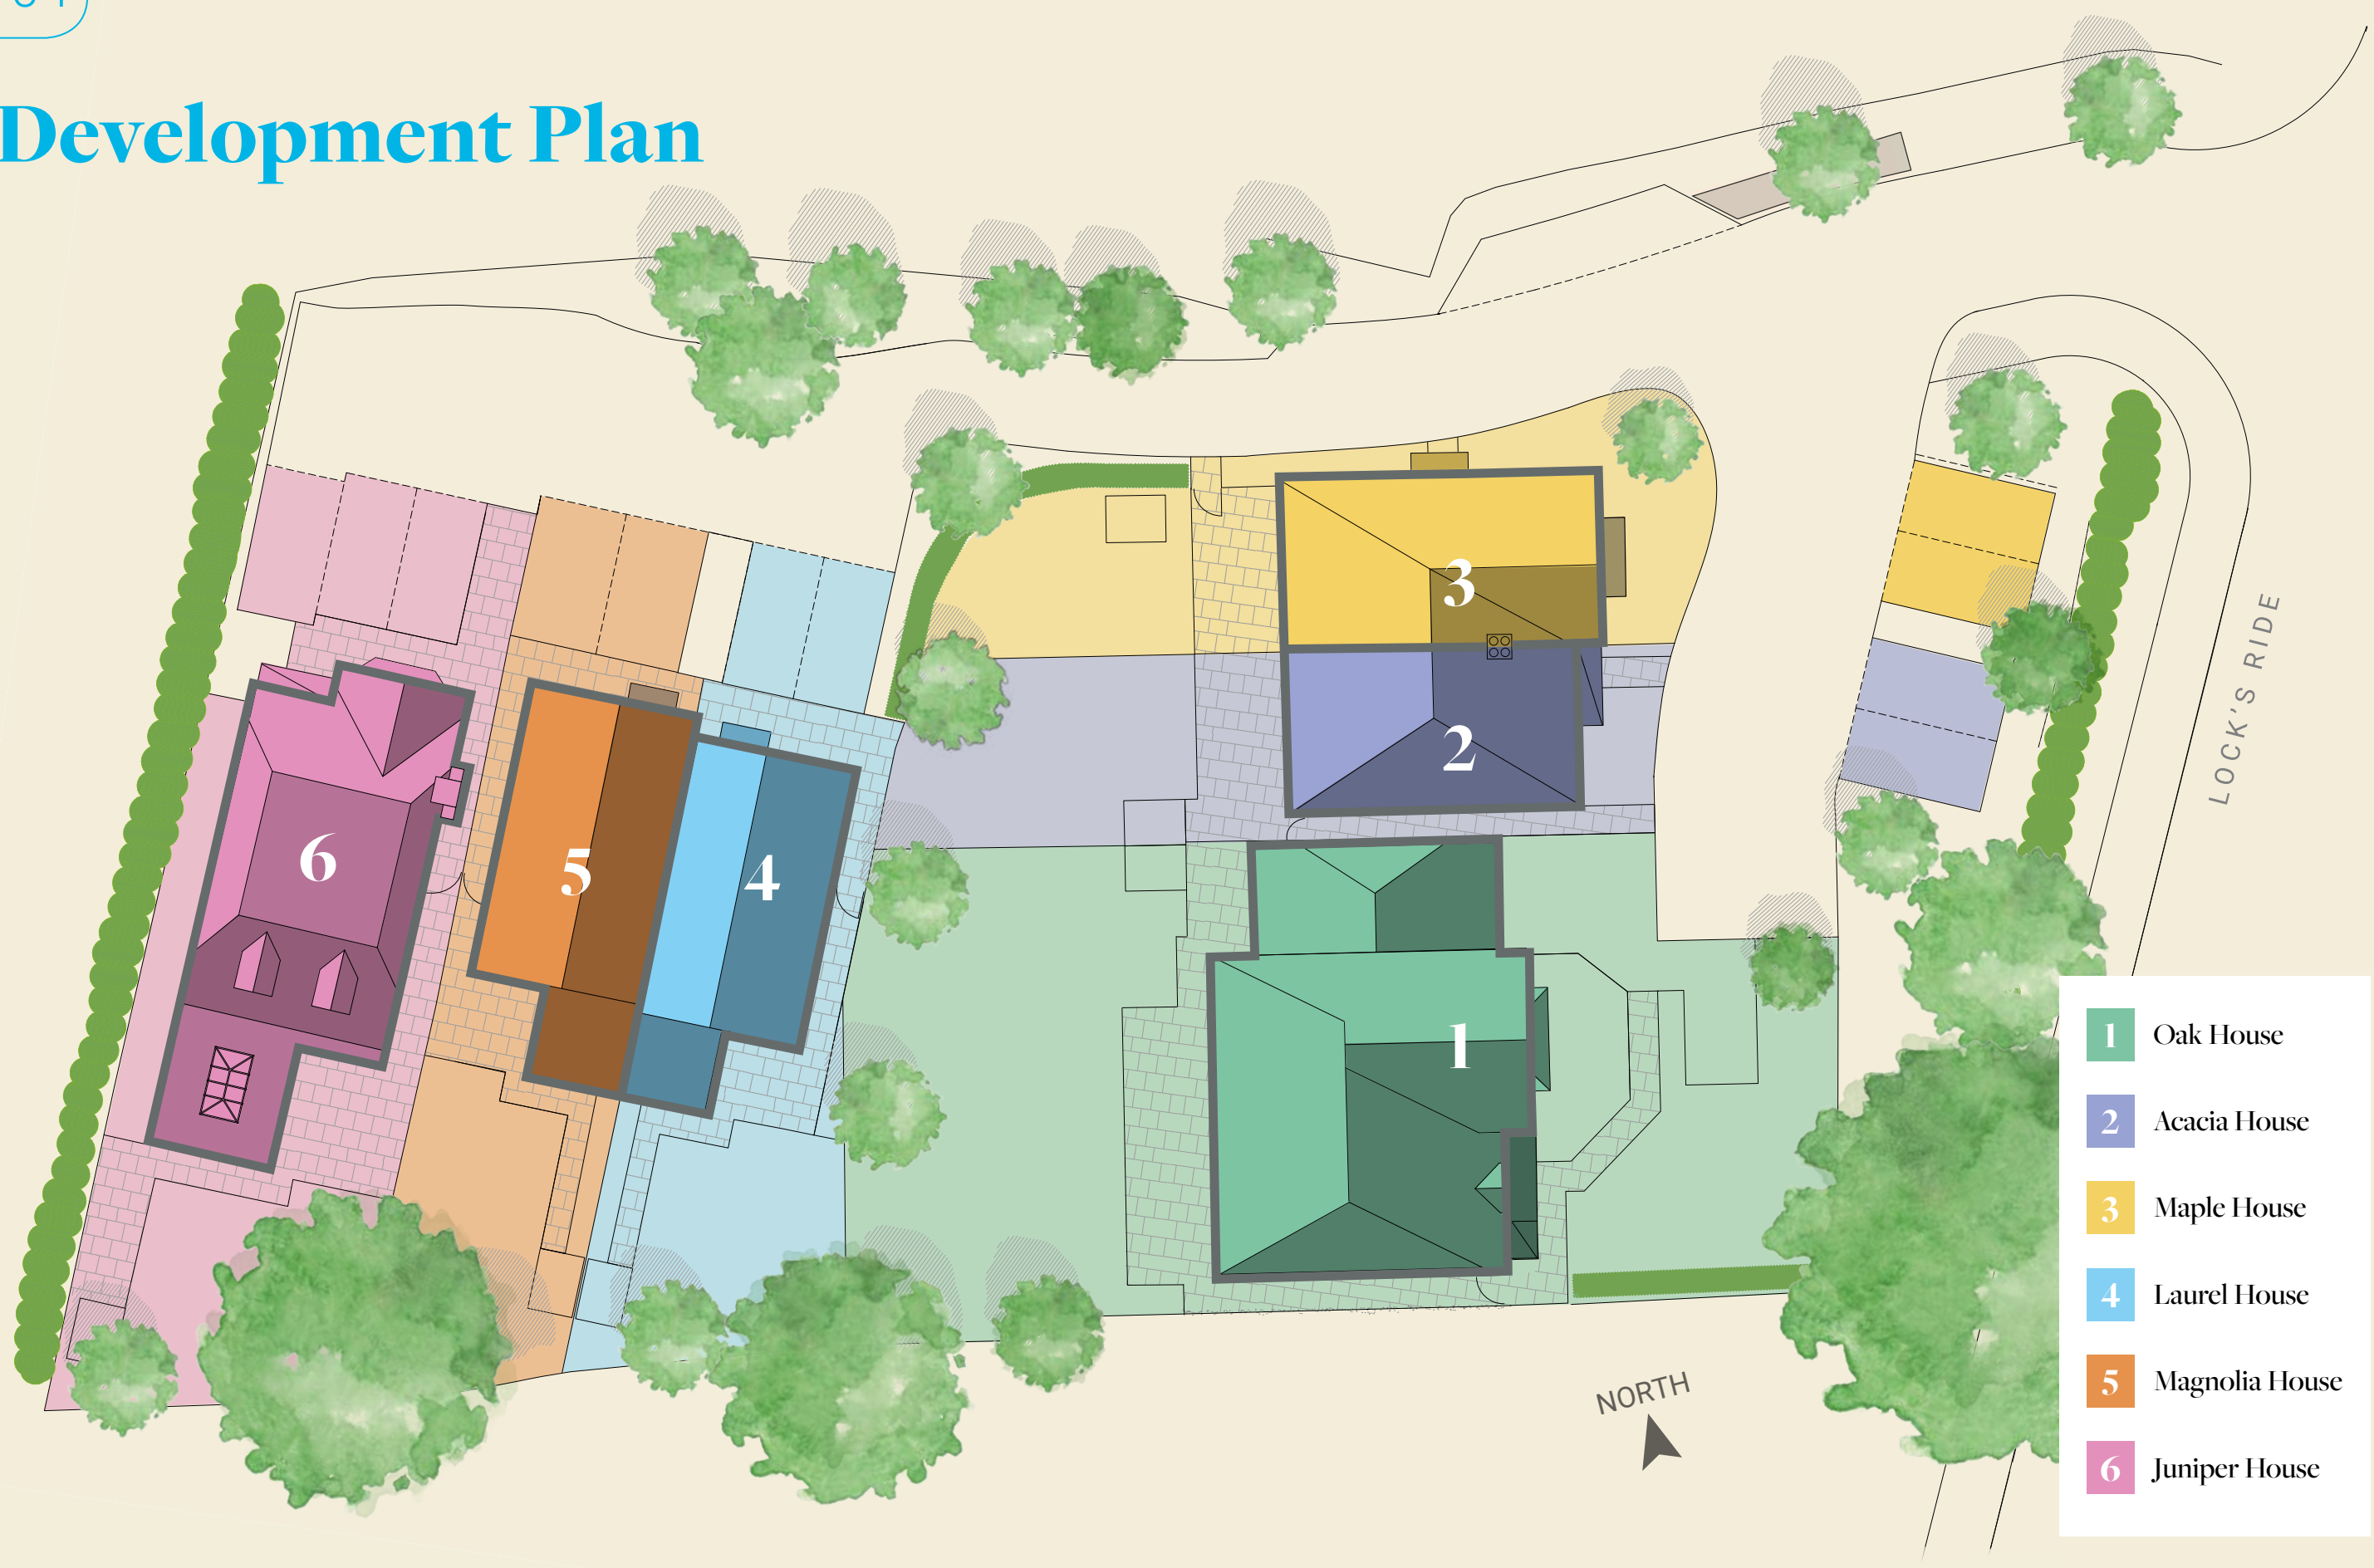 Development Plan
3
2
6
5
4
1
LOCK'S RIDE
NORTH
1 Oak House
2 Acacia House
3 Maple House
4 Laurel House
5 Magnolia House
6 Juniper House